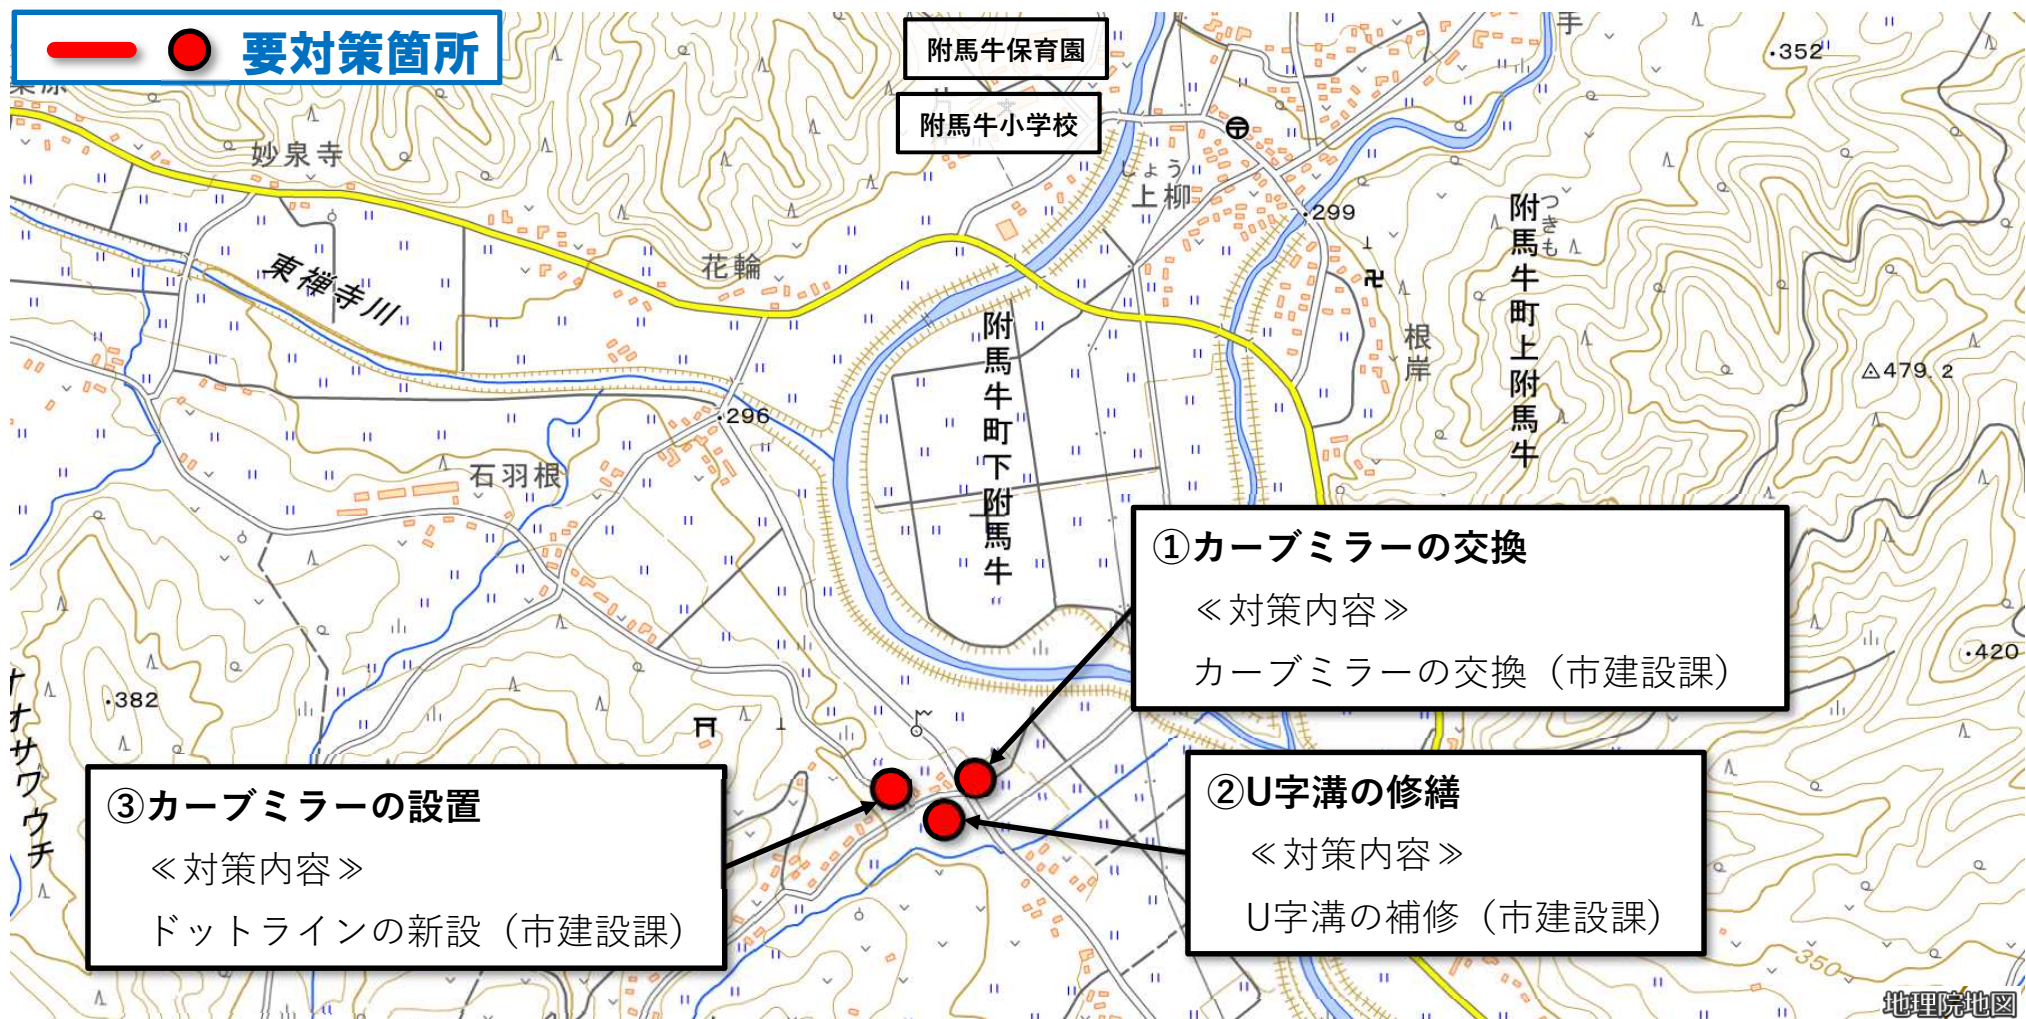 要対策箇所
附馬牛保育園
附馬牛小学校
手
・352
妙泉寺
しょう
上柳
・299
附馬牛町上附馬牛
つきも
東禅寺川
花輪
附馬牛町下附馬牛
根岸
479.2
・296
石羽根
①カーブミラーの交換
≪対策内容≫
カーブミラーの交換（市建設課）
・420
・382
オオサワウチ
③カーブミラーの設置
≪対策内容≫
ドットラインの新設（市建設課）
②U字溝の修繕
≪対策内容≫
U字溝の補修（市建設課）
350
地理院地図